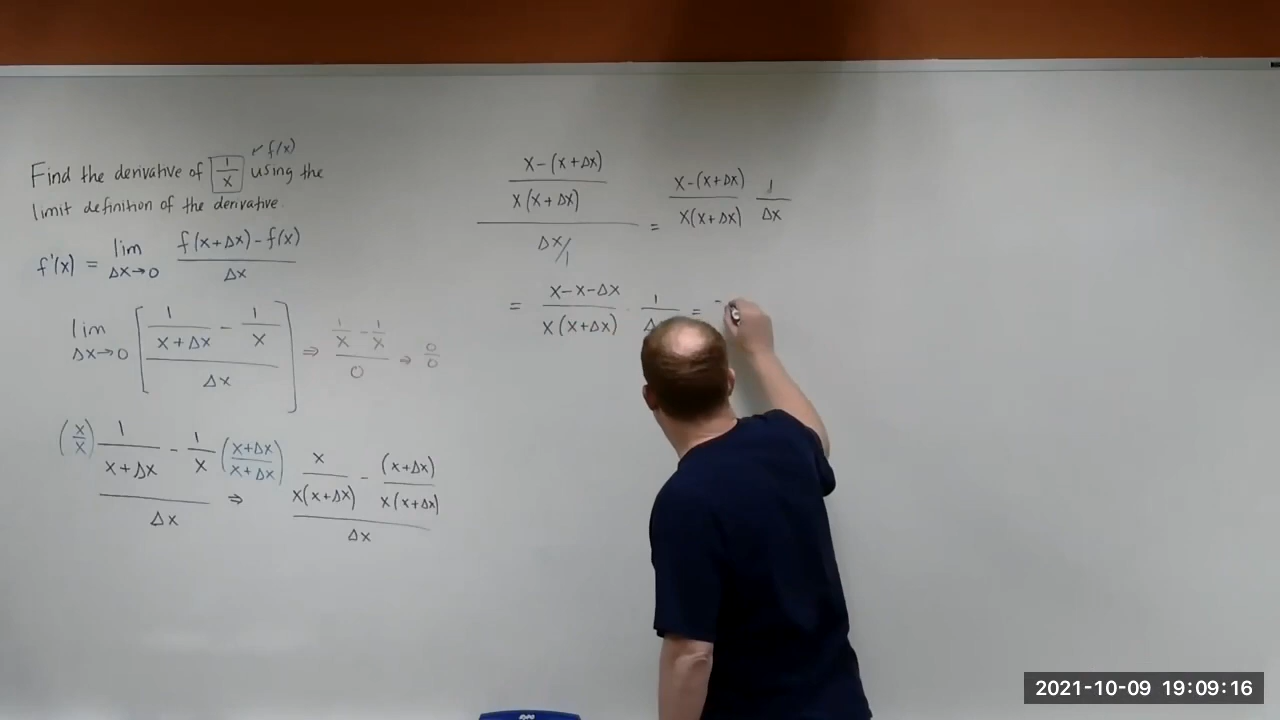 Find the derivative of 1/x ✓ f(x) using the
limit definition of the derivative.
f'(x) = lim Δx→0 f(x+Δx)-f(x) / Δx
lim Δx→0 [ (1/(x+Δx) - 1/x) / Δx ] ⇒ (1/x - 1/x) / 0 ⇒ 0/0
((x/x) 1/(x+Δx) - 1/x ((x+Δx)/(x+Δx))) / Δx ⇒ (x/(x(x+Δx)) - (x+Δx)/(x(x+Δx))) / Δx
((x-(x+Δx)) / (x(x+Δx))) / (Δx/1) = (x-(x+Δx)) / (x(x+Δx)) 1/Δx
= (x-x-Δx) / (x(x+Δx)) · 1/Δ = -
EXPO
2021-10-09 19:09:16